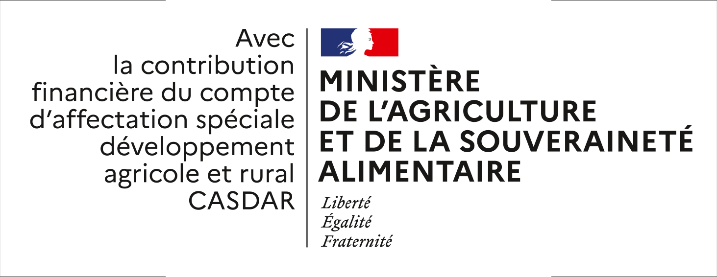 Avec
la contribution
financière du compte
d'affectation spéciale
développement
agricole et rural
CASDAR
MINISTÈRE
DE L'AGRICULTURE
ET DE LA SOUVERAINETÉ
ALIMENTAIRE
Liberté
Égalité
Fraternité